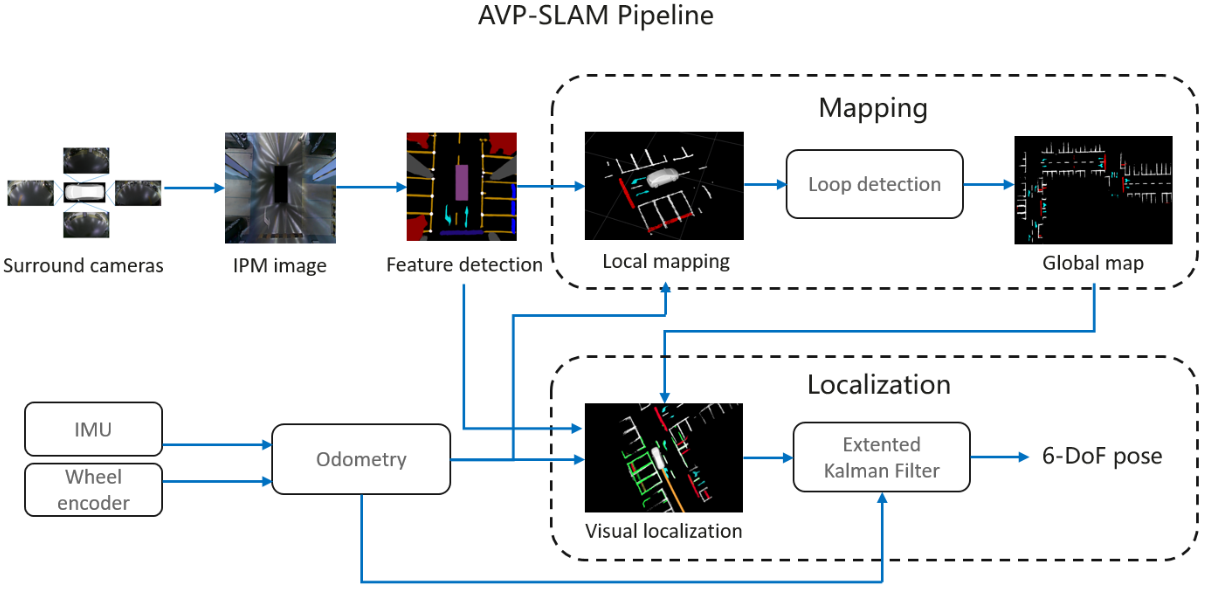 AVP-SLAM Pipeline
Mapping
Loop detection
Surround cameras
IPM image
Feature detection
Local mapping
Global map
Localization
IMU
Wheel
encoder
Odometry
Extented
Kalman Filter
6-DoF pose
Visual localization